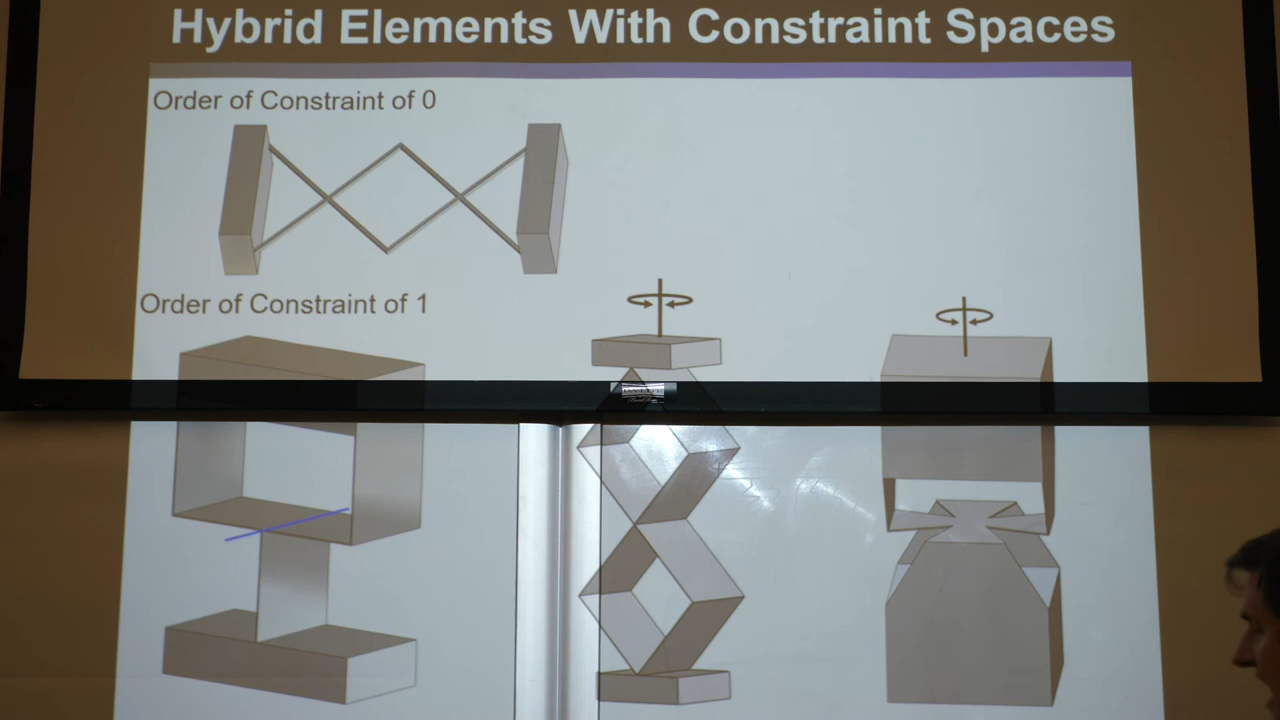 Hybrid Elements With Constraint Spaces
Order of Constraint of 0
Order of Constraint of 1